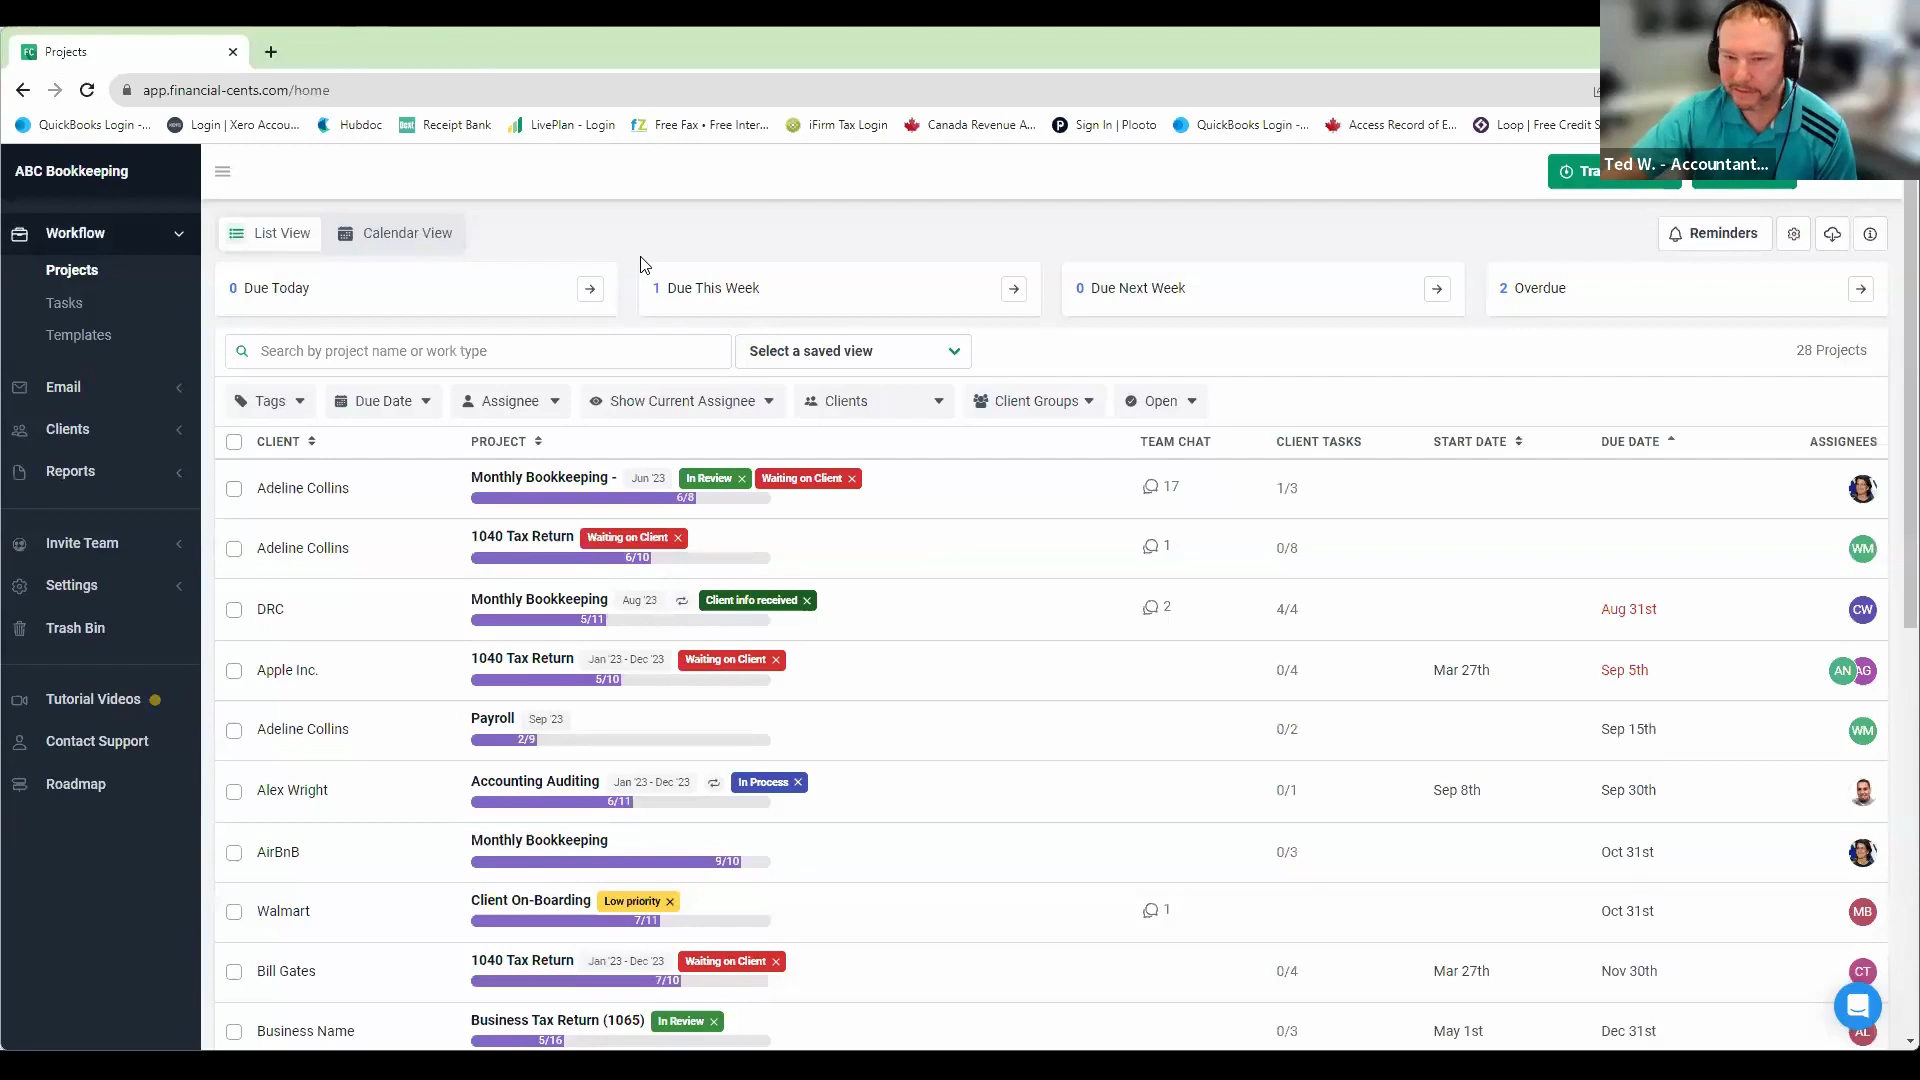 Projects
app.financial-cents.com/home
QuickBooks Login -... Login | Xero Accou... Hubdoc Receipt Bank LivePlan - Login Free Fax • Free Inter... iFirm Tax Login Canada Revenue A... Sign In | Plooto QuickBooks Login -... Access Record of E... Loop | Free Credit S
Ted W. - Accountant...
ABC Bookkeeping
Workflow
Projects
Tasks
Templates
Email
Clients
Reports
Invite Team
Settings
Trash Bin
Tutorial Videos
Contact Support
Roadmap
List View Calendar View Reminders
0 Due Today 1 Due This Week 0 Due Next Week 2 Overdue
Search by project name or work type Select a saved view 28 Projects
Tags Due Date Assignee Show Current Assignee Clients Client Groups Open
CLIENT PROJECT TEAM CHAT CLIENT TASKS START DATE DUE DATE ASSIGNEES
Adeline Collins Monthly Bookkeeping - Jun '23 In Review Waiting on Client 17 1/3
6/8
Adeline Collins 1040 Tax Return Waiting on Client 1 0/8 WM
6/10
DRC Monthly Bookkeeping Aug '23 Client info received 2 4/4 Aug 31st CW
5/11
Apple Inc. 1040 Tax Return Jan '23 - Dec '23 Waiting on Client 0/4 Mar 27th Sep 5th AN AG
5/10
Adeline Collins Payroll Sep '23 0/2 Sep 15th WM
2/9
Alex Wright Accounting Auditing Jan '23 - Dec '23 In Process 0/1 Sep 8th Sep 30th
6/11
AirBnB Monthly Bookkeeping 0/3 Oct 31st
9/10
Walmart Client On-Boarding Low priority 1 Oct 31st MB
7/11
Bill Gates 1040 Tax Return Jan '23 - Dec '23 Waiting on Client 0/4 Mar 27th Nov 30th CT
7/10
Business Name Business Tax Return (1065) In Review 0/3 May 1st Dec 31st AL
5/16